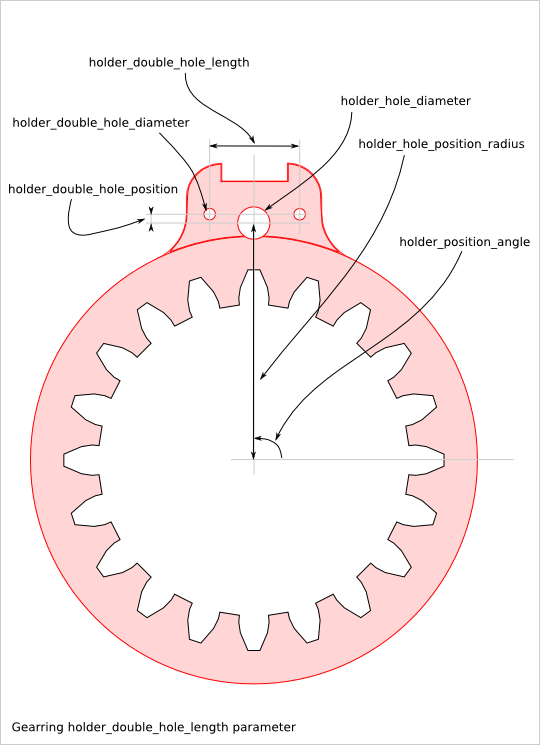 holder_double_hole_length
holder_hole_diameter
holder_double_hole_diameter
holder_hole_position_radius
holder_double_hole_position
holder_position_angle
Gearring holder_double_hole_length parameter